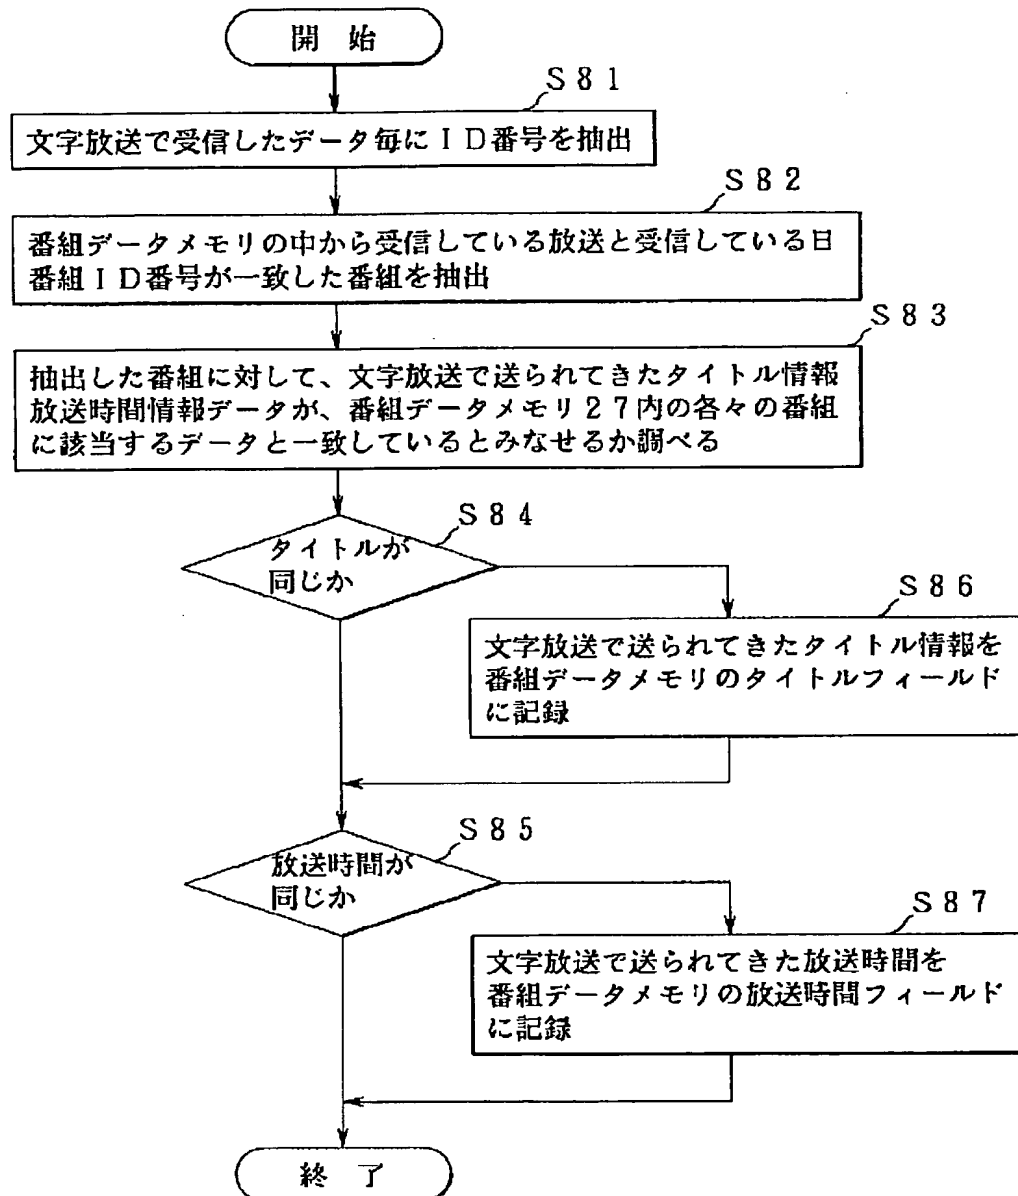 開 始
S81
文字放送で受信したデータ毎にID番号を抽出
S82
番組データメモリの中から受信している放送と受信している日
番組ID番号が一致した番組を抽出
S83
抽出した番組に対して、文字放送で送られてきたタイトル情報
放送時間情報データが、番組データメモリ27内の各々の番組
に該当するデータと一致しているとみなせるか調べる
S84
タイトルが
同じか
S86
文字放送で送られてきたタイトル情報を
番組データメモリのタイトルフィールド
に記録
S85
放送時間が
同じか
S87
文字放送で送られてきた放送時間を
番組データメモリの放送時間フィールド
に記録
終 了